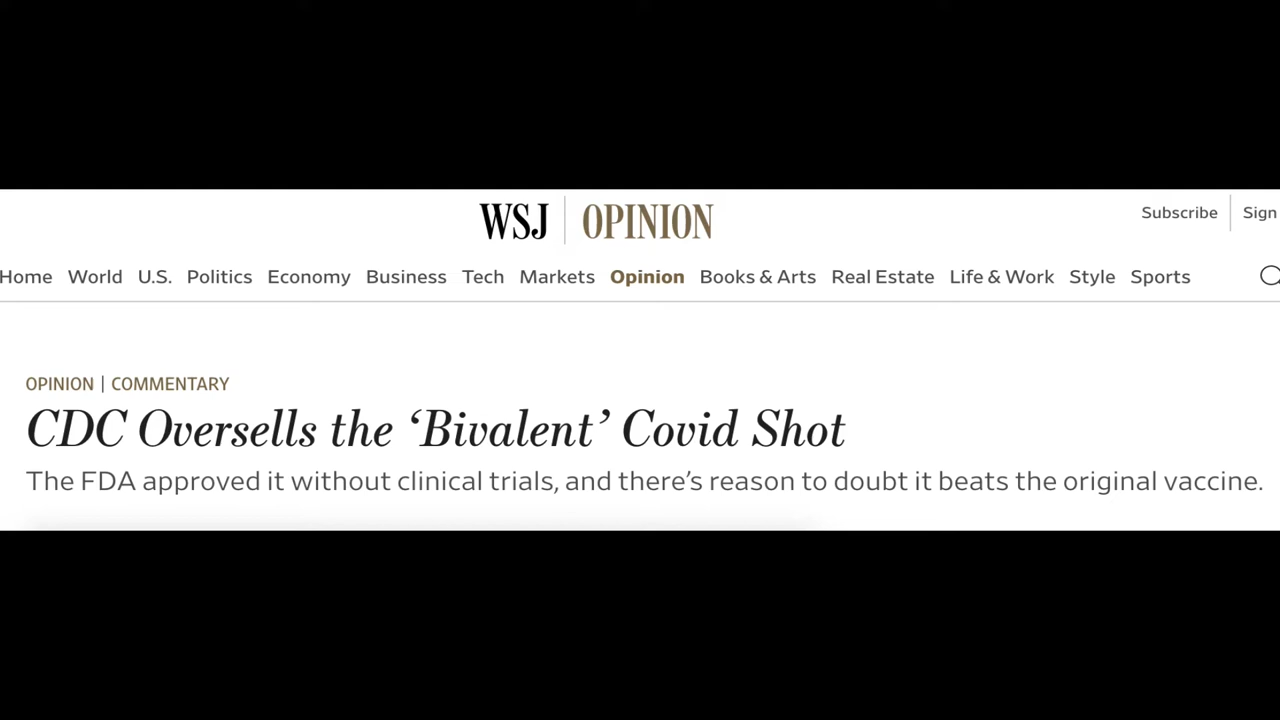 WSJ | OPINION
Subscribe | Sign
Home World U.S. Politics Economy Business Tech Markets Opinion Books & Arts Real Estate Life & Work Style Sports
OPINION | COMMENTARY
CDC Oversells the ‘Bivalent’ Covid Shot
The FDA approved it without clinical trials, and there’s reason to doubt it beats the original vaccine.